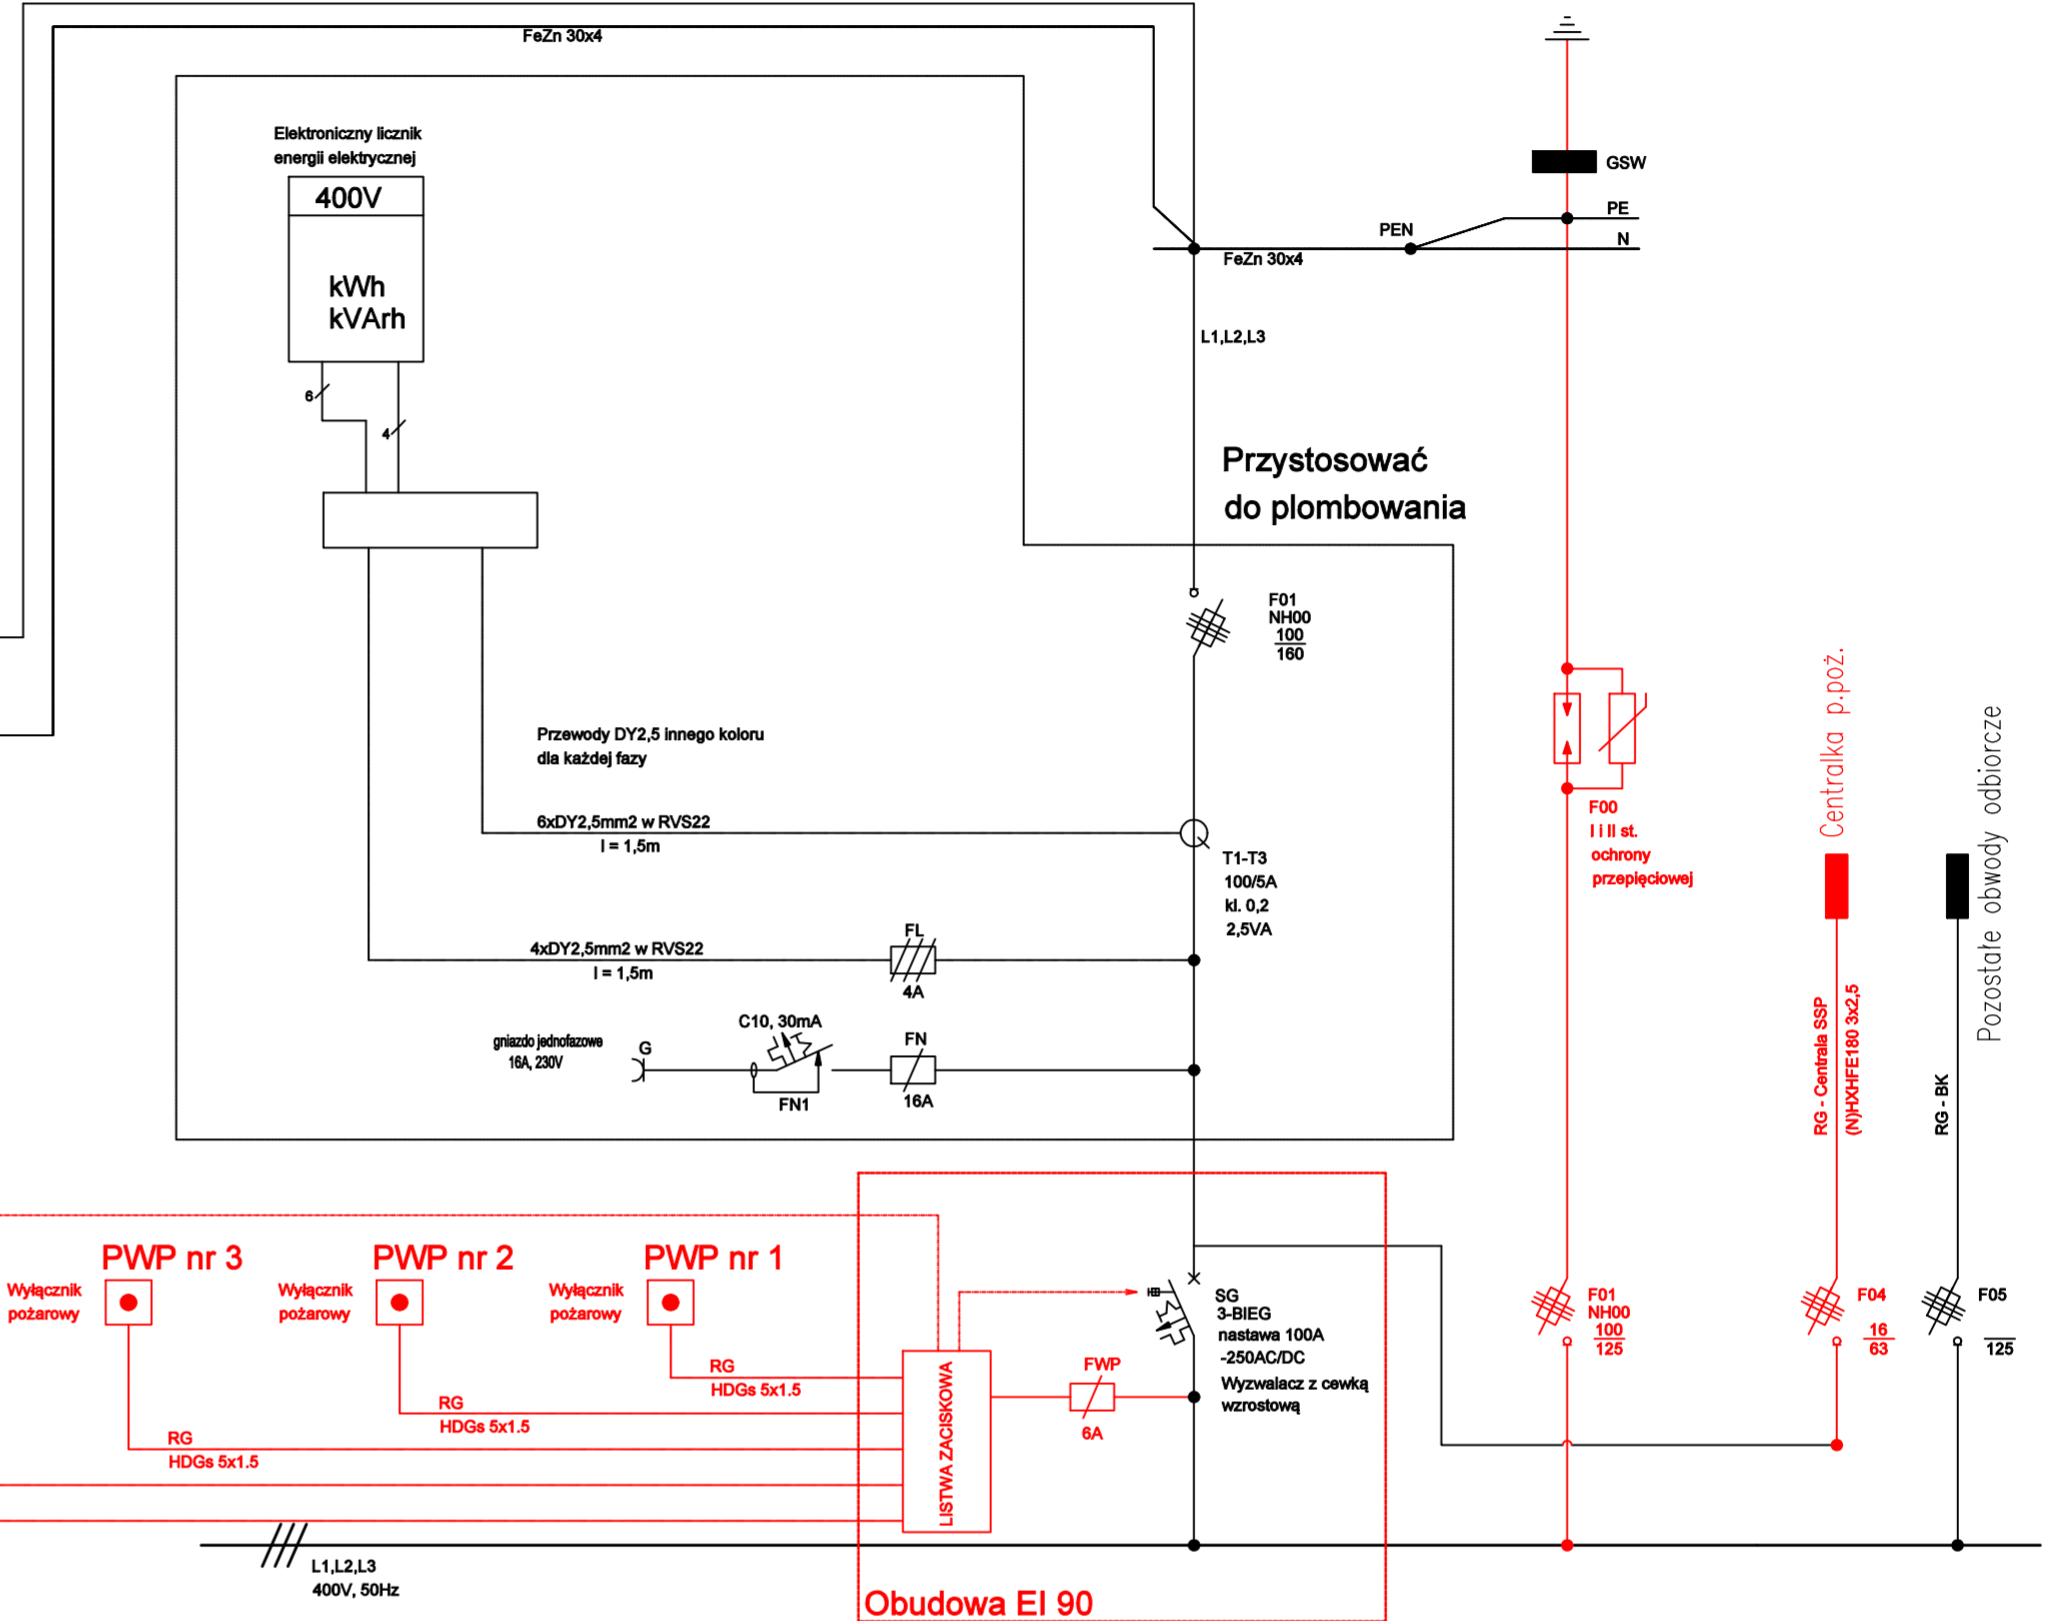 FeZn 30x4
Elektroniczny licznik
energii elektrycznej
400V
kWh
kVArh
6
4
GSW
PE
PEN
N
FeZn 30x4
L1,L2,L3
Przystosować
do plombowania
F01
NH00
100
160
Przewody DY2,5 innego koloru
dla każdej fazy
6xDY2,5mm2 w RVS22
l = 1,5m
T1-T3
100/5A
kl. 0,2
2,5VA
FL
4xDY2,5mm2 w RVS22
l = 1,5m
4A
C10, 30mA
gniazdo jednofazowe
16A, 230V
G
FN
FN1
16A
F00
I i II st.
ochrony
przepięciowej
Centralka p.poż.
Pozostałe obwody odbiorcze
RG - Centrala SSP
(N)HXHFE180 3x2,5
RG - BK
PWP nr 3
Wyłącznik
pożarowy
PWP nr 2
Wyłącznik
pożarowy
PWP nr 1
Wyłącznik
pożarowy
RG
HDGs 5x1.5
RG
HDGs 5x1.5
RG
HDGs 5x1.5
LISTWA ZACISKOWA
FWP
6A
SG
3-BIEG
nastawa 100A
-250AC/DC
Wyzwalacz z cewką
wzrostową
F01
NH00
100
125
F04
16
63
F05
125
L1,L2,L3
400V, 50Hz
Obudowa EI 90